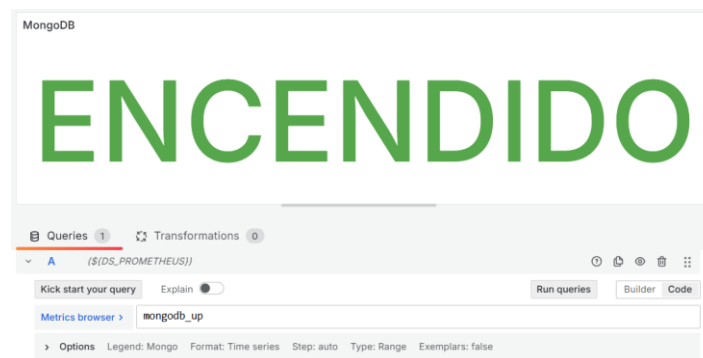 MongoDB
ENCENDIDO
Queries 1 Transformations 0
A (${DS_PROMETHEUS})
Kick start your query Explain Run queries Builder Code
Metrics browser > mongodb_up
> Options Legend: Mongo Format: Time series Step: auto Type: Range Exemplars: false